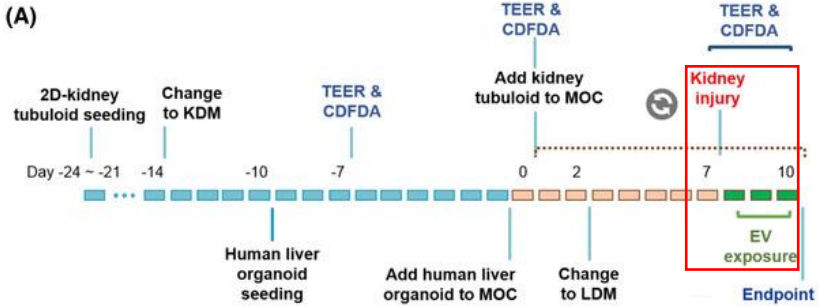 (A)
TEER &
CDFDA
TEER &
CDFDA
2D-kidney
tubuloid seeding
Change
to KDM
TEER &
CDFDA
Add kidney
tubuloid to MOC
Kidney
injury
Day -24 ~ -21 -14 -10 -7 0 2 7 10
Human liver
organoid
seeding
Add human liver
organoid to MOC
Change
to LDM
EV
exposure
Endpoint